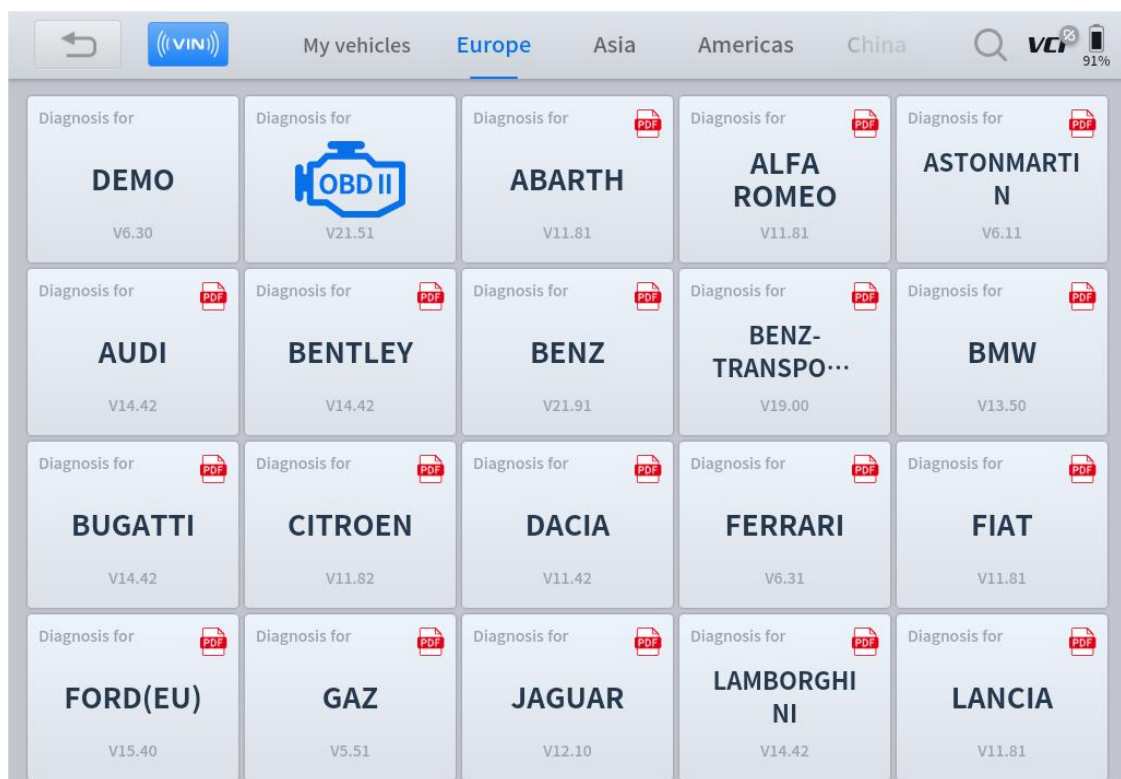 ((VIN)) My vehicles Europe Asia Americas China VCI 91%
Diagnosis for Diagnosis for Diagnosis for PDF Diagnosis for PDF Diagnosis for PDF
DEMO OBD II ABARTH ALFA ROMEO ASTONMARTI N
V6.30 V21.51 V11.81 V11.81 V6.11
Diagnosis for PDF Diagnosis for PDF Diagnosis for PDF Diagnosis for PDF Diagnosis for PDF
AUDI BENTLEY BENZ BENZ- TRANSPO… BMW
V14.42 V14.42 V21.91 V19.00 V13.50
Diagnosis for PDF Diagnosis for PDF Diagnosis for PDF Diagnosis for PDF Diagnosis for PDF
BUGATTI CITROEN DACIA FERRARI FIAT
V14.42 V11.82 V11.42 V6.31 V11.81
Diagnosis for PDF Diagnosis for PDF Diagnosis for PDF Diagnosis for PDF Diagnosis for PDF
FORD(EU) GAZ JAGUAR LAMBORGHI NI LANCIA
V15.40 V5.51 V12.10 V14.42 V11.81